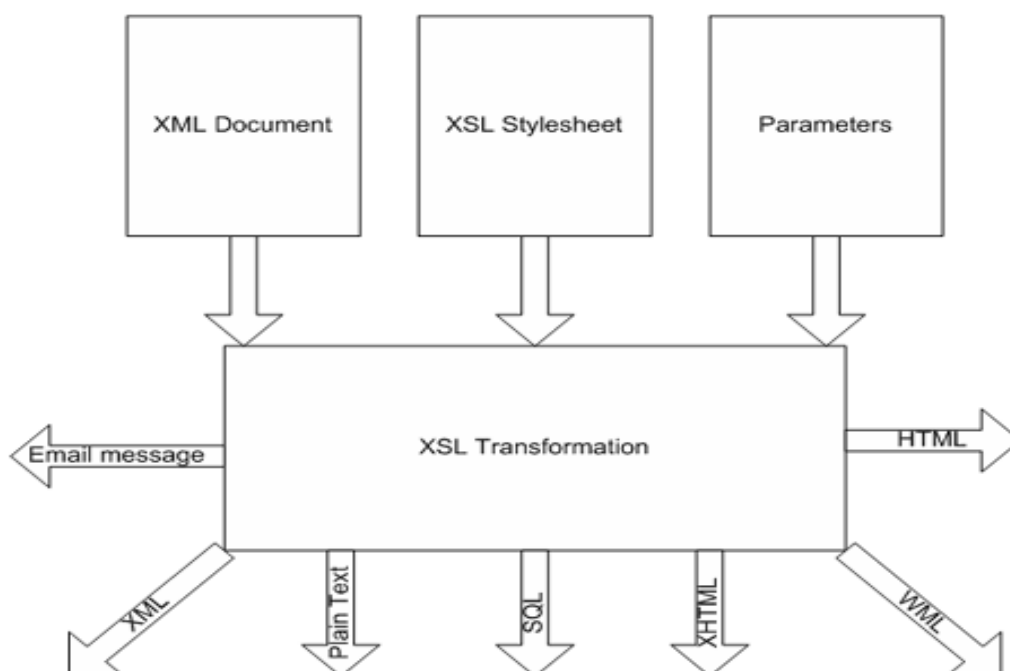 XML Document
XSL Stylesheet
Parameters
XSL Transformation
Email message
HTML
XML
Plain Text
SQL
XHTML
WML